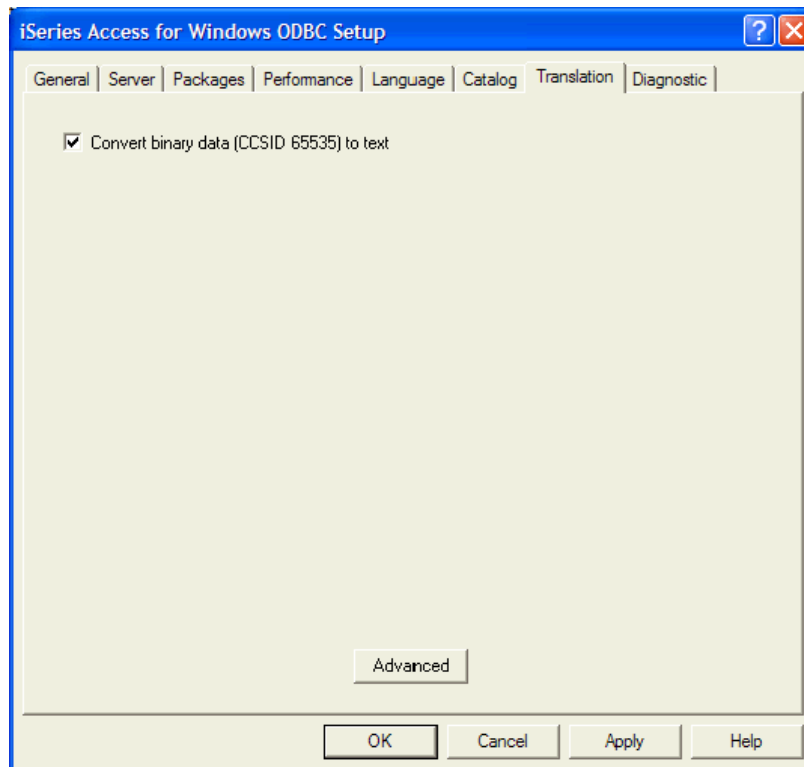 iSeries Access for Windows ODBC Setup
General Server Packages Performance Language Catalog Translation Diagnostic
Convert binary data (CCSID 65535) to text
Advanced
OK Cancel Apply Help